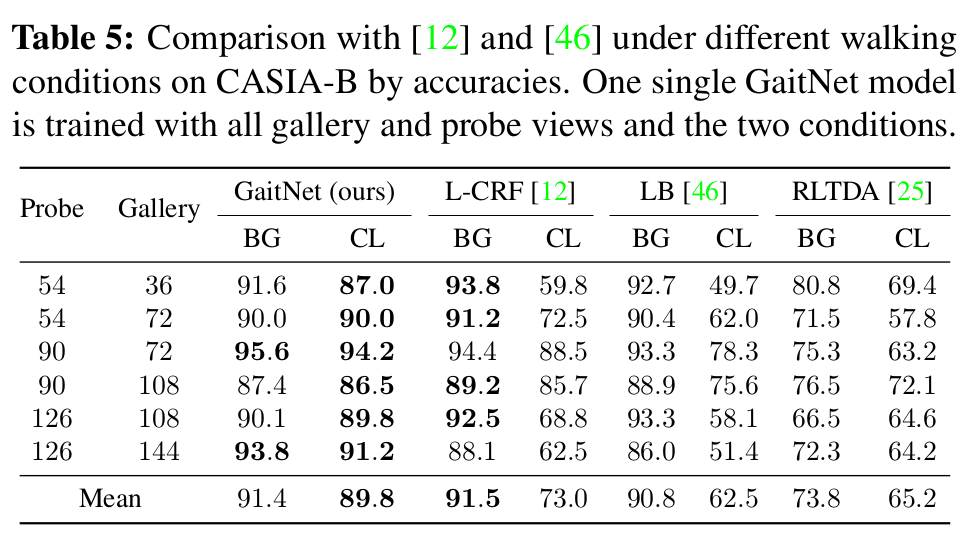 Table 5: Comparison with [12] and [46] under different walking
conditions on CASIA-B by accuracies. One single GaitNet model
is trained with all gallery and probe views and the two conditions.
Probe Gallery GaitNet (ours) L-CRF [12] LB [46] RLTDA [25]
BG CL BG CL BG CL BG CL
54 36 91.6 87.0 93.8 59.8 92.7 49.7 80.8 69.4
54 72 90.0 90.0 91.2 72.5 90.4 62.0 71.5 57.8
90 72 95.6 94.2 94.4 88.5 93.3 78.3 75.3 63.2
90 108 87.4 86.5 89.2 85.7 88.9 75.6 76.5 72.1
126 108 90.1 89.8 92.5 68.8 93.3 58.1 66.5 64.6
126 144 93.8 91.2 88.1 62.5 86.0 51.4 72.3 64.2
Mean 91.4 89.8 91.5 73.0 90.8 62.5 73.8 65.2